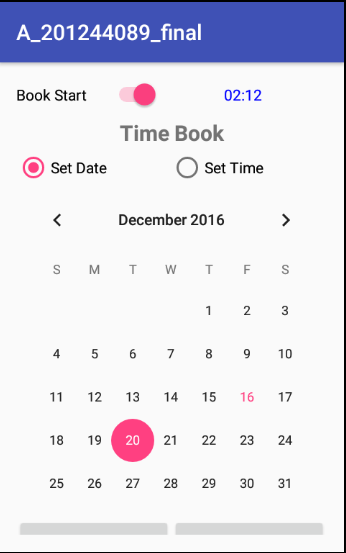 A_201244089_final
Book Start 02:12
Time Book
Set Date Set Time
December 2016
S M T W T F S
1 2 3
4 5 6 7 8 9 10
11 12 13 14 15 16 17
18 19 20 21 22 23 24
25 26 27 28 29 30 31